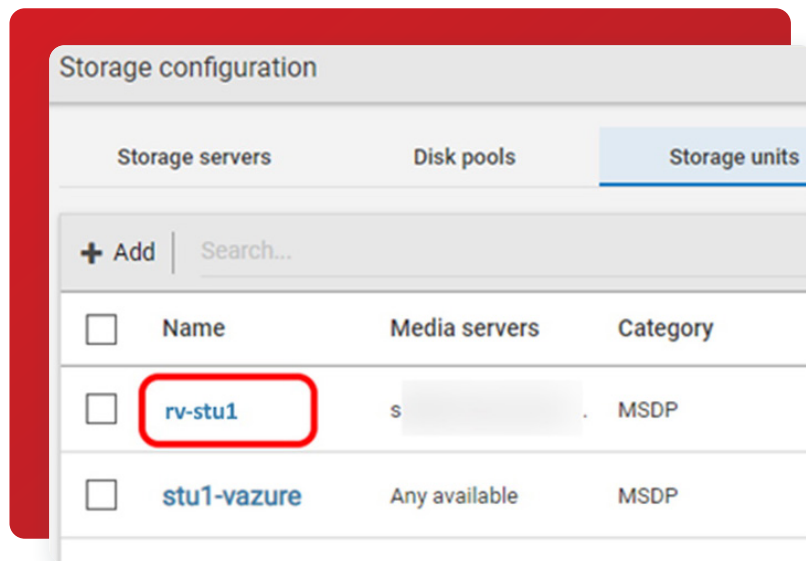 Storage configuration
Storage servers Disk pools Storage units
+ Add Search...
Name Media servers Category
rv-stu1 s . MSDP
stu1-vazure Any available MSDP